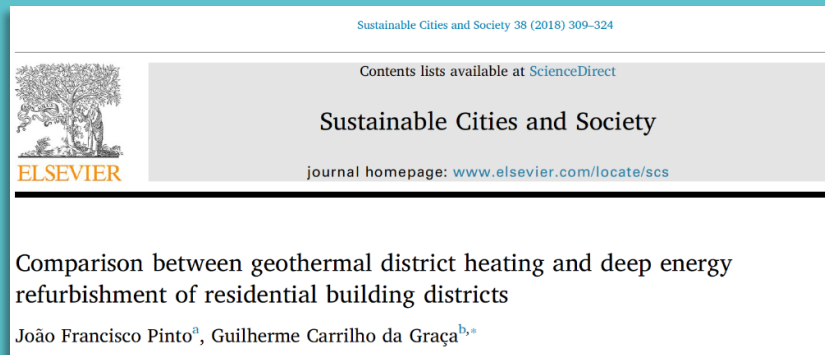 Sustainable Cities and Society 38 (2018) 309–324
Contents lists available at ScienceDirect
Sustainable Cities and Society
ELSEVIER
journal homepage: www.elsevier.com/locate/scs
Comparison between geothermal district heating and deep energy
refurbishment of residential building districts
João Francisco Pintoᵃ, Guilherme Carrilho da Graçaᵇ,*